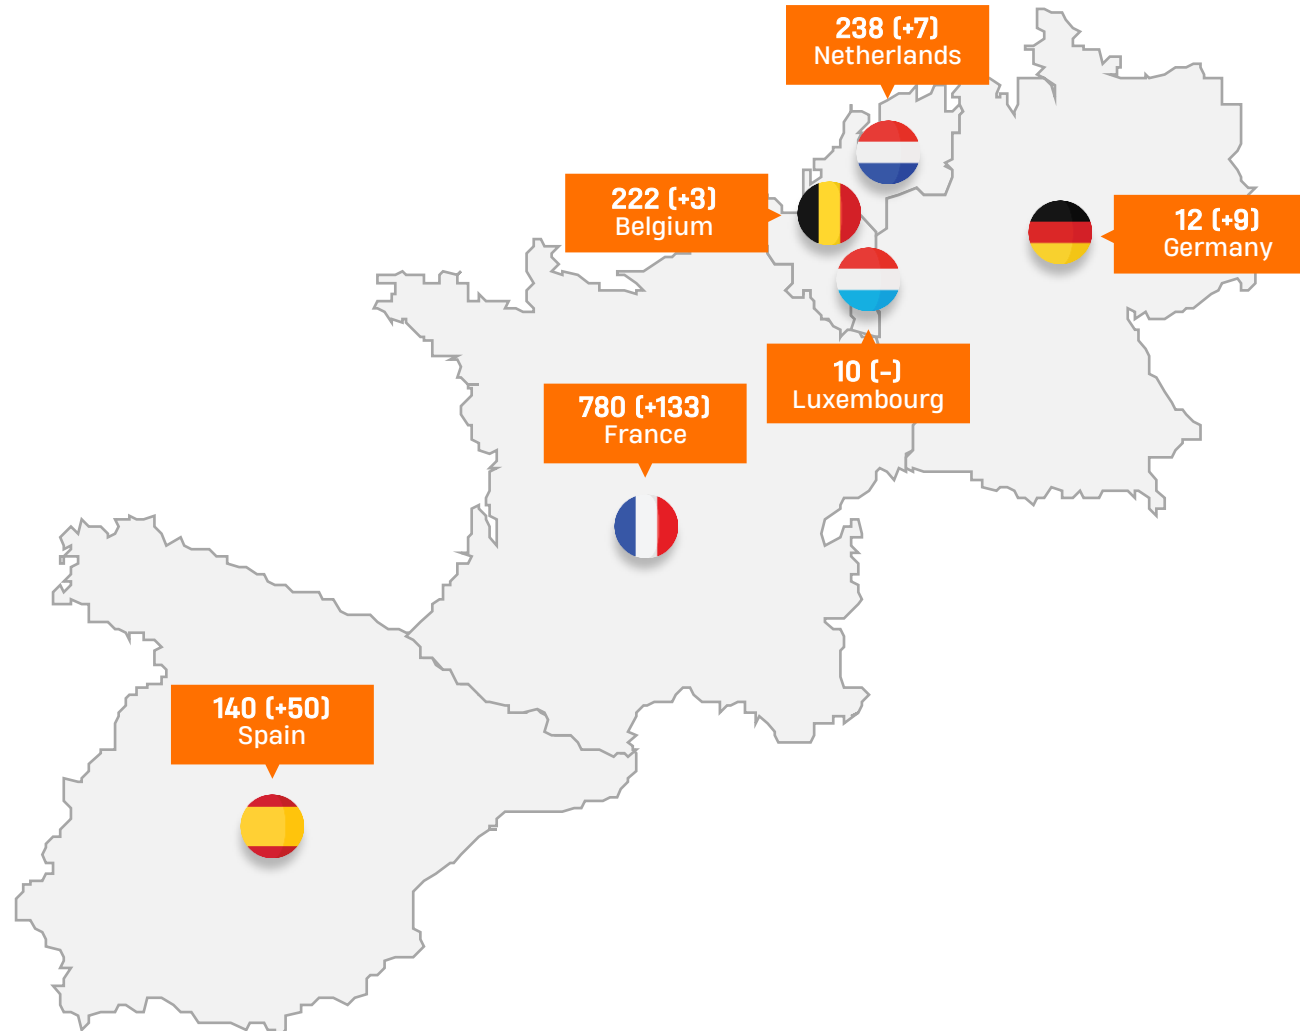 238 (+7)
Netherlands
222 (+3)
Belgium
12 (+9)
Germany
10 (-)
Luxembourg
780 (+133)
France
140 (+50)
Spain